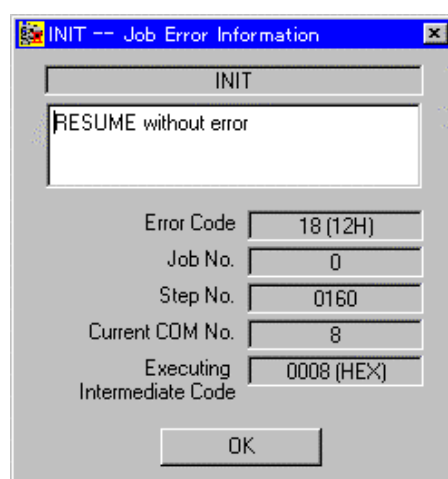 INIT -- Job Error Information
INIT
RESUME without error
Error Code 18 (12H)
Job No. 0
Step No. 0160
Current COM No. 8
Executing
Intermediate Code 0008 (HEX)
OK